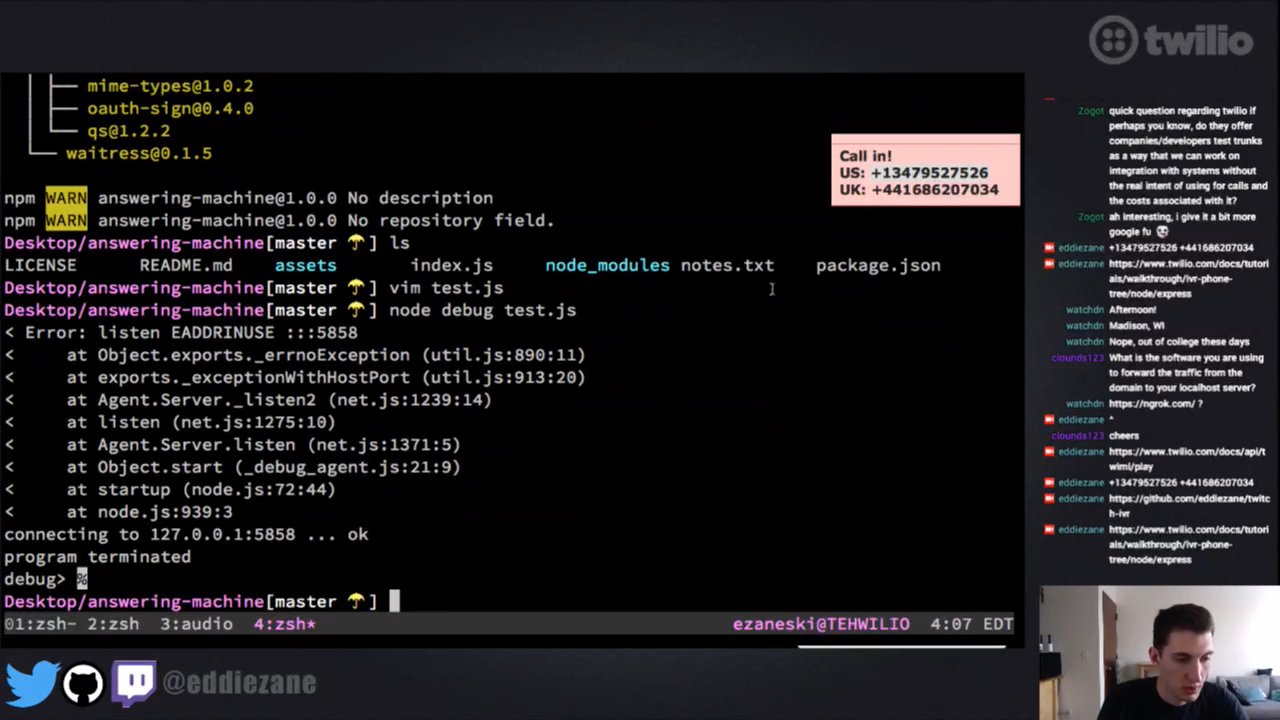 twilio
mime-types@1.0.2
oauth-sign@0.4.0
qs@1.2.2
waitress@0.1.5
npm WARN answering-machine@1.0.0 No description
npm WARN answering-machine@1.0.0 No repository field.
Desktop/answering-machine[master ☂] ls
LICENSE README.md assets index.js node_modules notes.txt package.json
Desktop/answering-machine[master ☂] vim test.js
Desktop/answering-machine[master ☂] node debug test.js
< Error: listen EADDRINUSE :::5858
< at Object.exports._errnoException (util.js:890:11)
< at exports._exceptionWithHostPort (util.js:913:20)
< at Agent.Server._listen2 (net.js:1239:14)
< at listen (net.js:1275:10)
< at Agent.Server.listen (net.js:1371:5)
< at Object.start (_debug_agent.js:21:9)
< at startup (node.js:72:44)
< at node.js:939:3
connecting to 127.0.0.1:5858 ... ok
program terminated
debug> %
Desktop/answering-machine[master ☂]
01:zsh- 2:zsh 3:audio 4:zsh* ezaneski@TEHWILIO 4:07 EDT
Call in!
US: +13479527526
UK: +441686207034
Zogot quick question regarding twilio if
perhaps you know, do they offer
companies/developers test trunks
as a way that we can work on
integration with systems without
the real intent of using for calls and
the costs associated with it?
Zogot ah interesting, i give it a bit more
google fu
eddiezane +13479527526 +441686207034
eddiezane https://www.twilio.com/docs/tutori
als/walkthrough/ivr-phone-
tree/node/express
watchdn Afternoon!
watchdn Madison, WI
watchdn Nope, out of college these days
clounds123 What is the software you are using
to forward the traffic from the
domain to your localhost server?
watchdn https://ngrok.com/ ?
eddiezane ^
clounds123 cheers
eddiezane https://www.twilio.com/docs/api/t
wiml/play
eddiezane +13479527526 +441686207034
eddiezane https://github.com/eddiezane/twitc
h-ivr
eddiezane https://www.twilio.com/docs/tutori
als/walkthrough/ivr-phone-
tree/node/express
@eddiezane